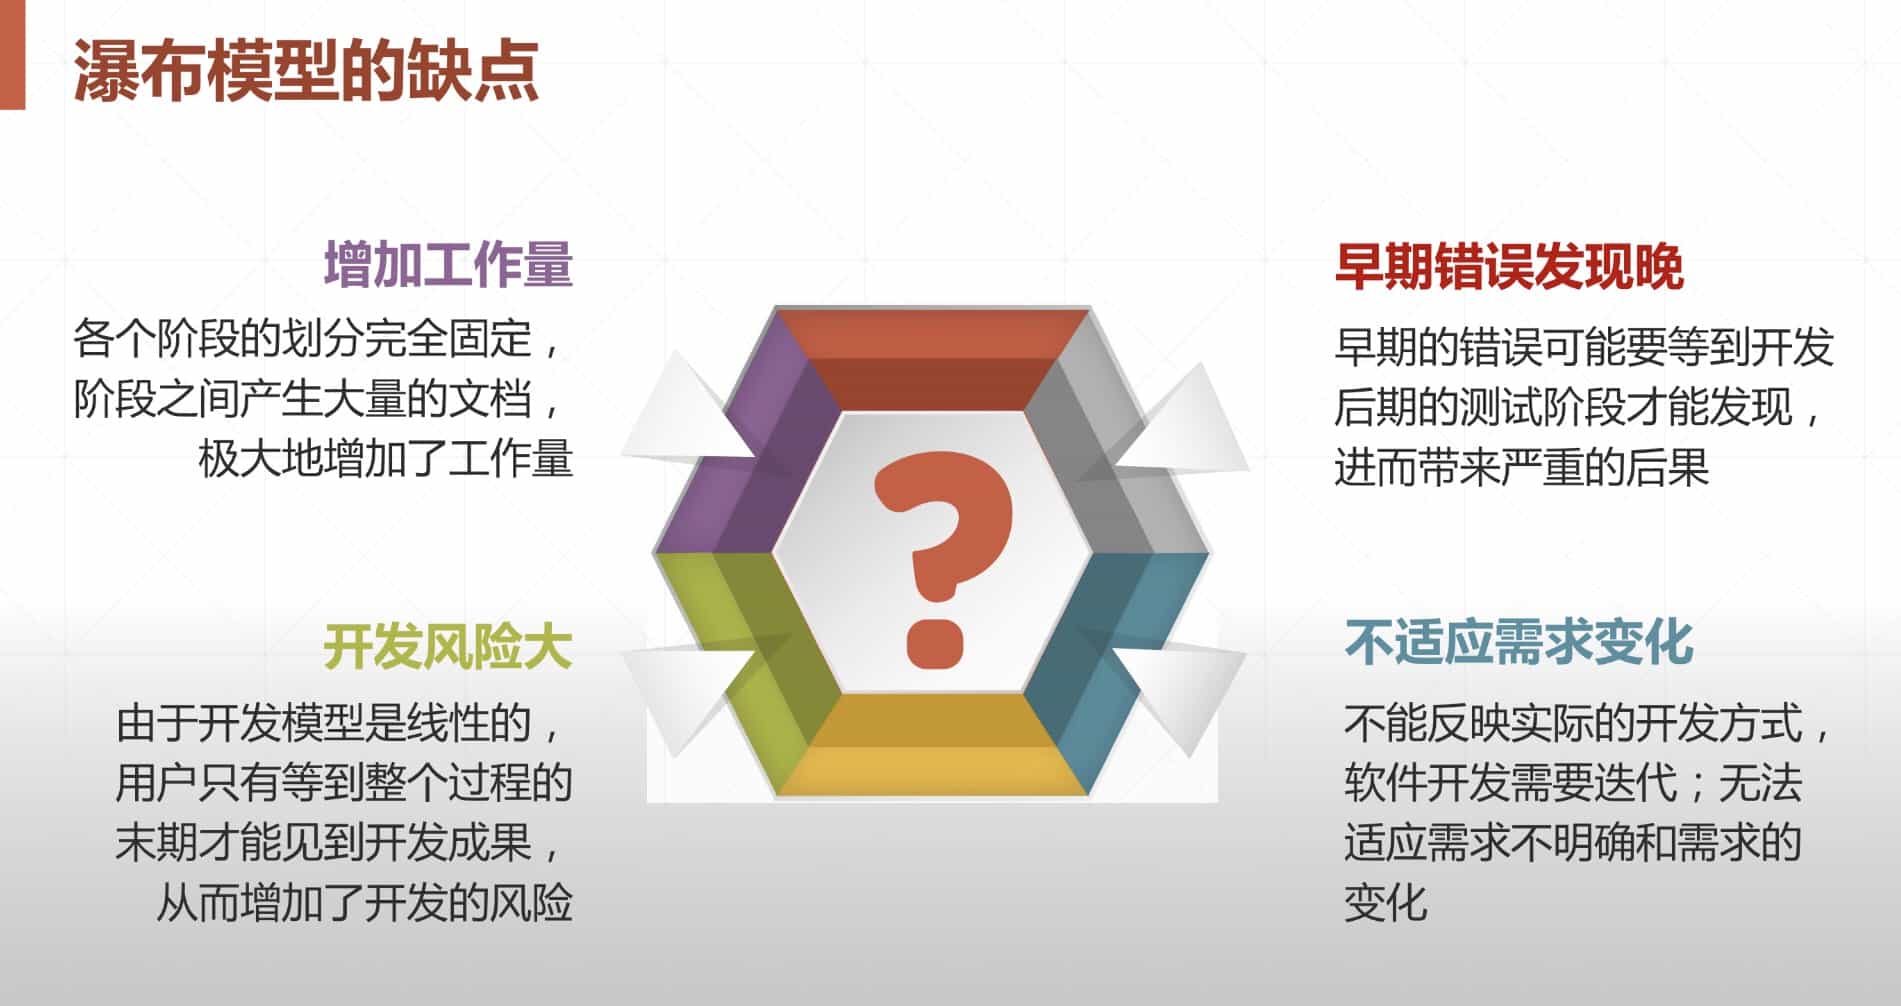 瀑布模型的缺点
增加工作量
各个阶段的划分完全固定，
阶段之间产生大量的文档，
极大地增加了工作量
早期错误发现晚
早期的错误可能要等到开发
后期的测试阶段才能发现，
进而带来严重的后果
?
开发风险大
由于开发模型是线性的，
用户只有等到整个过程的
末期才能见到开发成果，
从而增加了开发的风险
不适应需求变化
不能反映实际的开发方式，
软件开发需要迭代；无法
适应需求不明确和需求的
变化